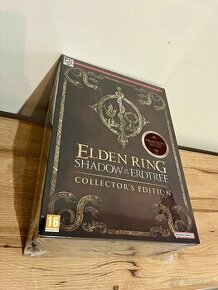 ELDEN RING
SHADOW OF THE ERDTREE
COLLECTOR'S EDITION
16